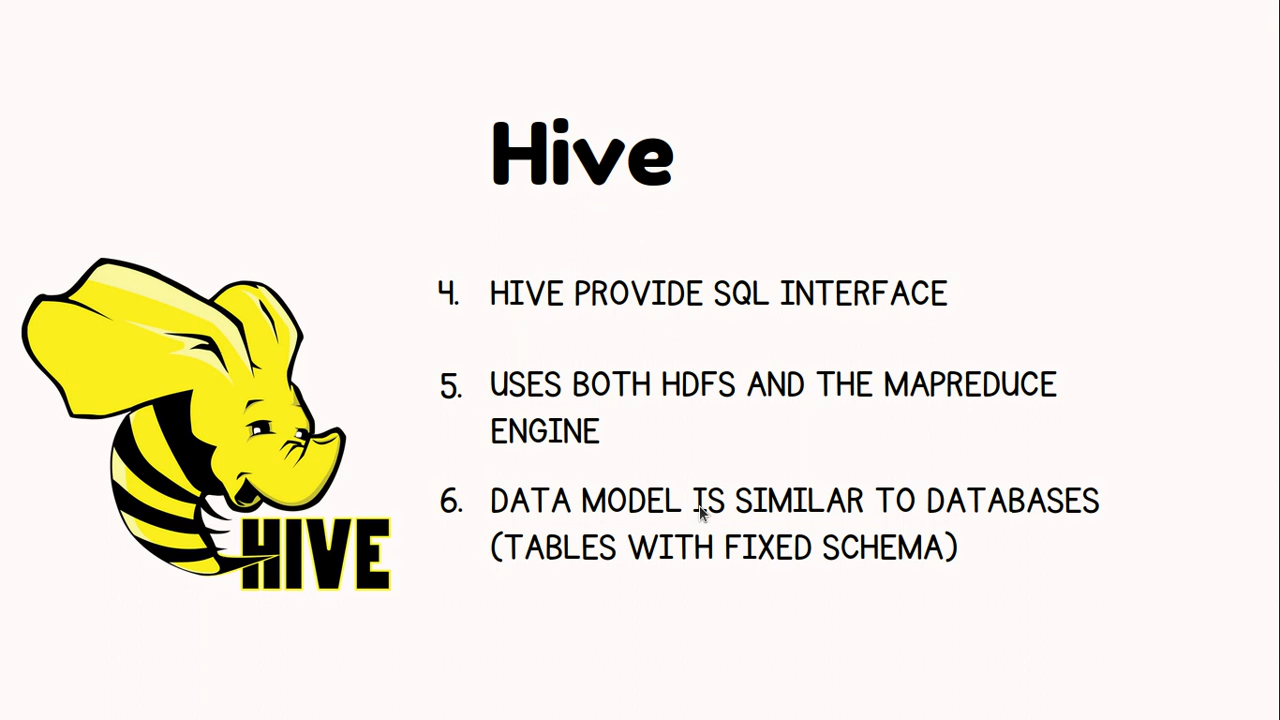 Hive
4. HIVE PROVIDE SQL INTERFACE
5. USES BOTH HDFS AND THE MAPREDUCE
ENGINE
6. DATA MODEL IS SIMILAR TO DATABASES
(TABLES WITH FIXED SCHEMA)
HIVE